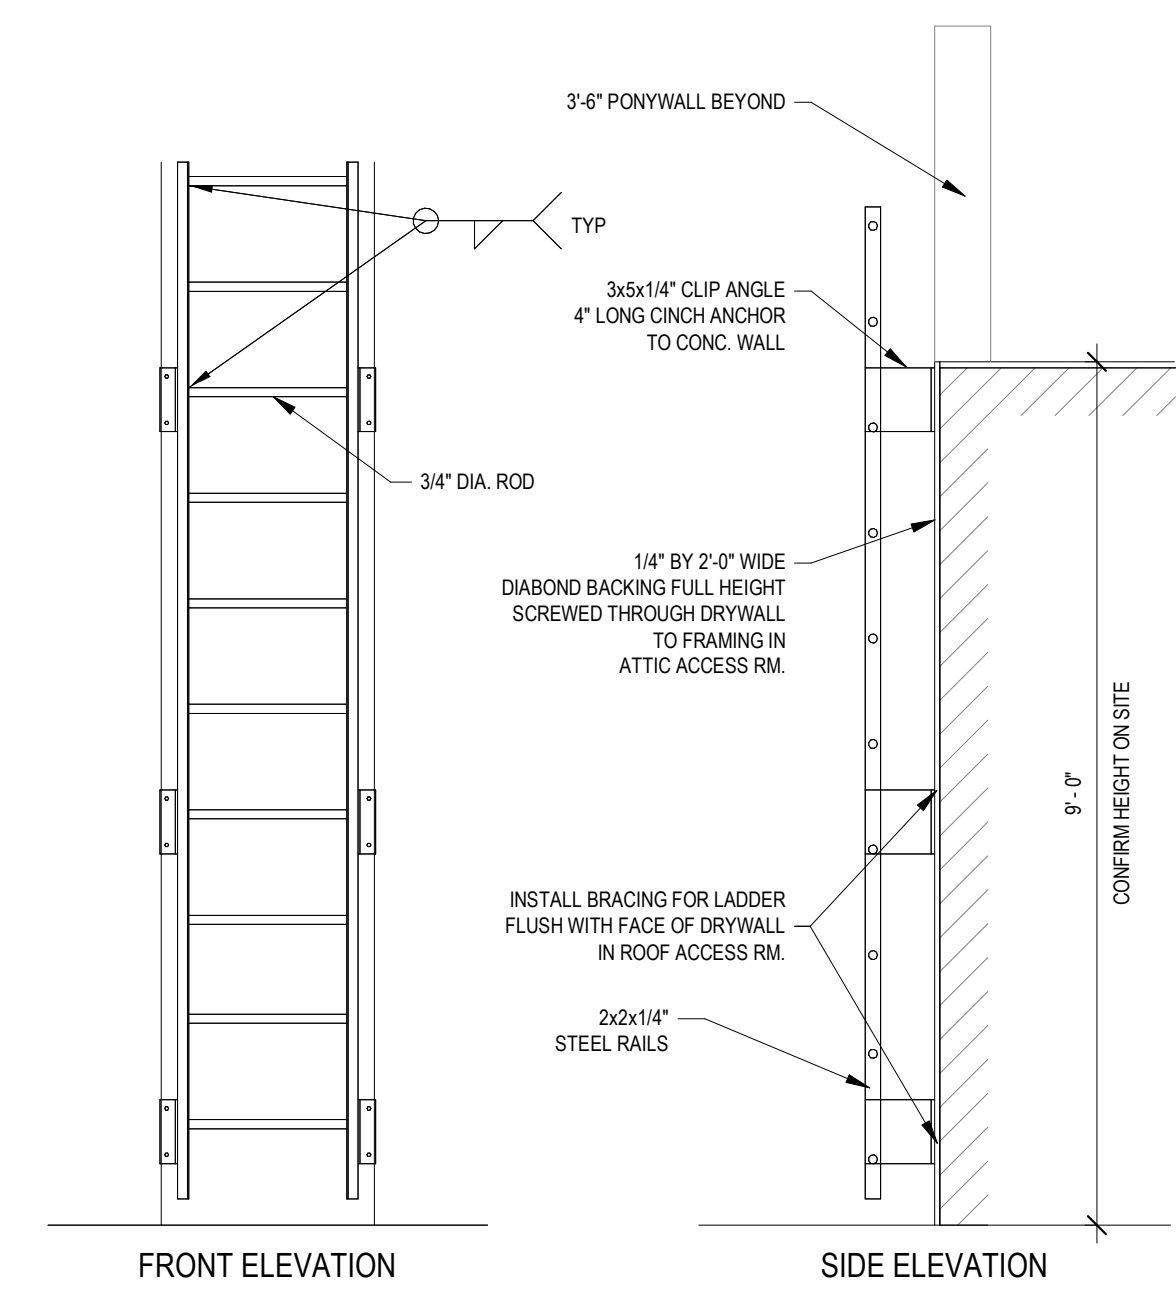 3'-6" PONYWALL BEYOND
TYP
3x5x1/4" CLIP ANGLE
4" LONG CINCH ANCHOR
TO CONC. WALL
3/4" DIA. ROD
1/4" BY 2'-0" WIDE
DIABOND BACKING FULL HEIGHT
SCREWED THROUGH DRYWALL
TO FRAMING IN
ATTIC ACCESS RM.
9' - 0"
CONFIRM HEIGHT ON SITE
INSTALL BRACING FOR LADDER
FLUSH WITH FACE OF DRYWALL
IN ROOF ACCESS RM.
2x2x1/4"
STEEL RAILS
FRONT ELEVATION
SIDE ELEVATION